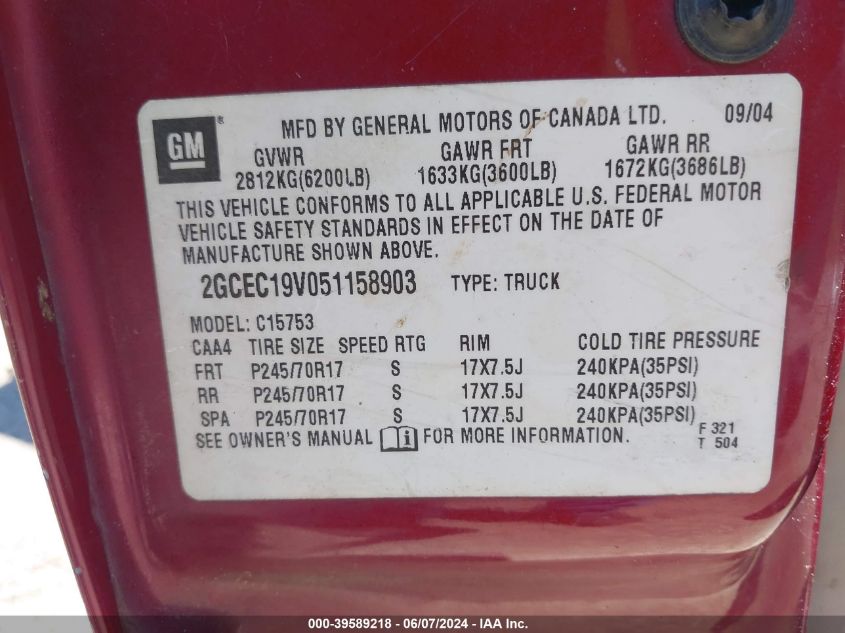 GM ® MFD BY GENERAL MOTORS OF CANADA LTD. 09/04
GVWR GAWR FRT GAWR RR
2812KG(6200LB) 1633KG(3600LB) 1672KG(3686LB)
THIS VEHICLE CONFORMS TO ALL APPLICABLE U.S. FEDERAL MOTOR
VEHICLE SAFETY STANDARDS IN EFFECT ON THE DATE OF
MANUFACTURE SHOWN ABOVE.
2GCEC19V051158903 TYPE: TRUCK
MODEL: C15753
CAA4 TIRE SIZE SPEED RTG RIM COLD TIRE PRESSURE
FRT P245/70R17 S 17X7.5J 240KPA(35PSI)
RR P245/70R17 S 17X7.5J 240KPA(35PSI)
SPA P245/70R17 S 17X7.5J 240KPA(35PSI)
SEE OWNER'S MANUAL i FOR MORE INFORMATION. F 321
T 504
000-39589218 - 06/07/2024 - IAA Inc.